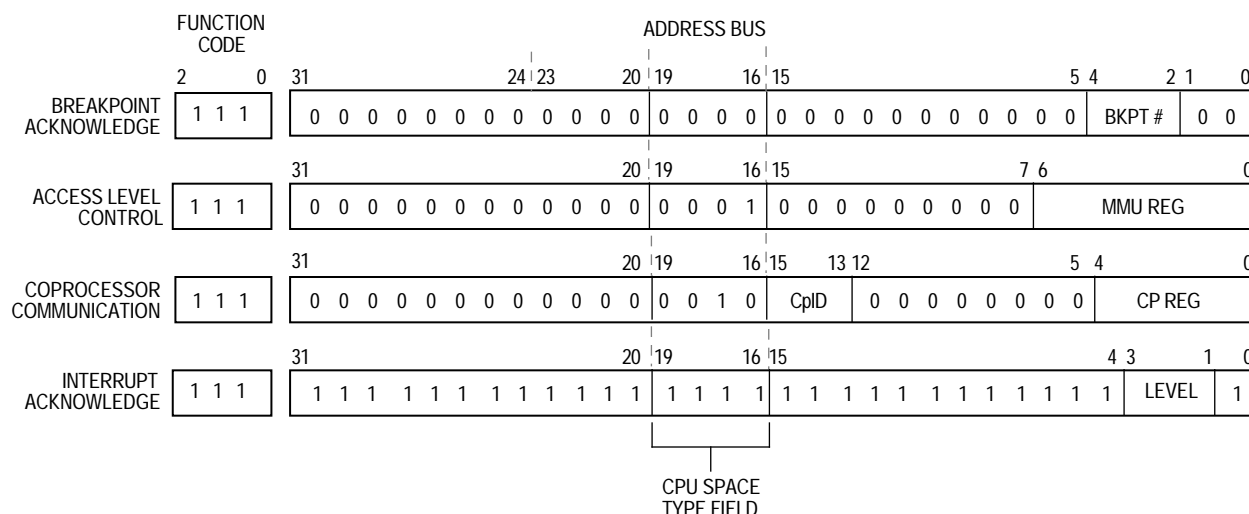 FUNCTION
CODE
ADDRESS BUS
2 0 31 24 23 20 19 16 15 5 4 2 1 0
BREAKPOINT
ACKNOWLEDGE
1 1 1 0 0 0 0 0 0 0 0 0 0 0 0 0 0 0 0 0 0 0 0 0 0 0 0 0 0 0 BKPT # 0 0
31 20 19 16 15 7 6 0
ACCESS LEVEL
CONTROL
1 1 1 0 0 0 0 0 0 0 0 0 0 0 0 0 0 0 1 0 0 0 0 0 0 0 0 0 MMU REG
31 20 19 16 15 13 12 5 4 0
COPROCESSOR
COMMUNICATION
1 1 1 0 0 0 0 0 0 0 0 0 0 0 0 0 0 1 0 CpID 0 0 0 0 0 0 0 0 CP REG
31 20 19 16 15 4 3 1 0
INTERRUPT
ACKNOWLEDGE
1 1 1 1 1 1 1 1 1 1 1 1 1 1 1 1 1 1 1 1 1 1 1 1 1 1 1 1 1 1 1 LEVEL 1
CPU SPACE
TYPE FIELD